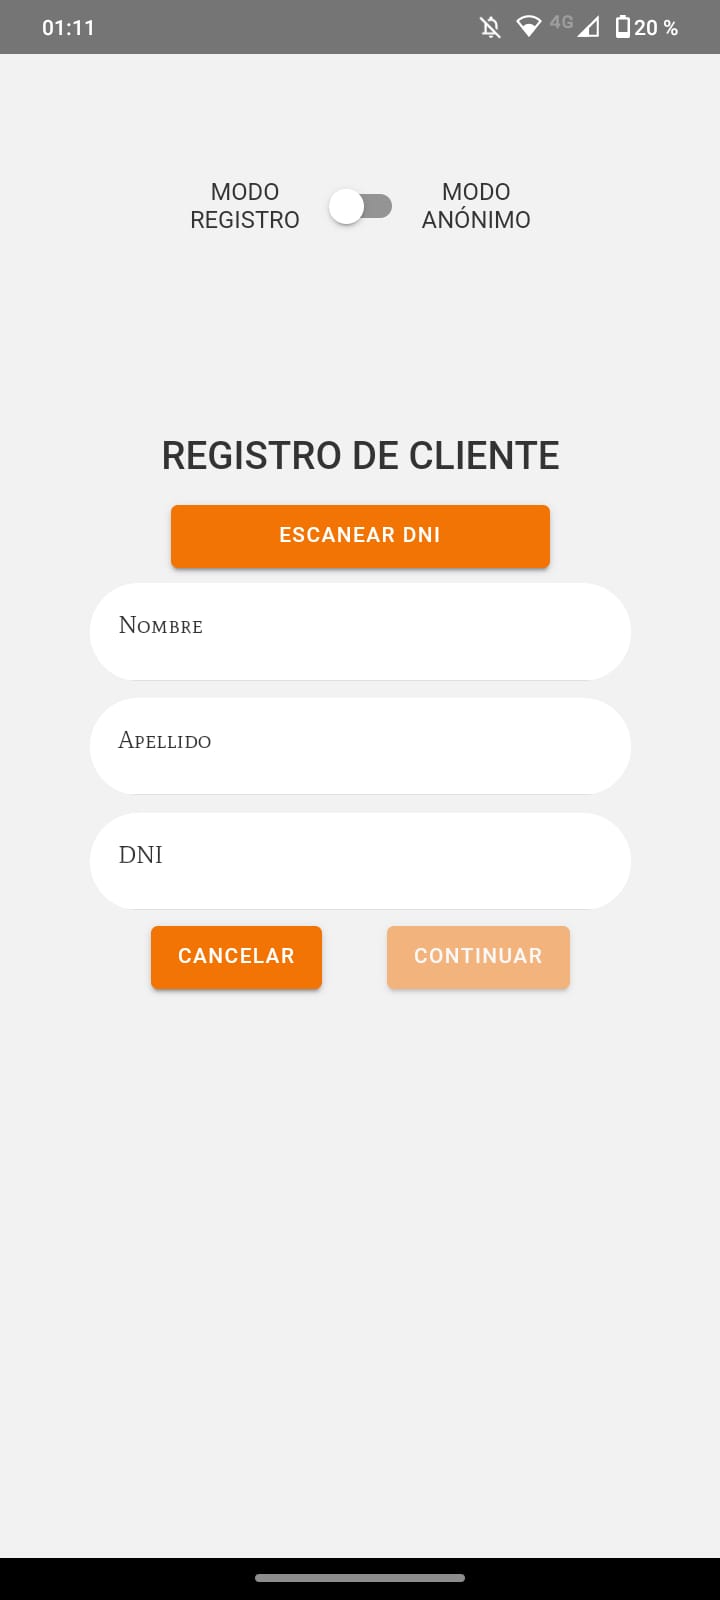 01:11 4G 20 %
MODO REGISTRO
MODO ANÓNIMO
REGISTRO DE CLIENTE
ESCANEAR DNI
Nombre
Apellido
DNI
CANCELAR CONTINUAR